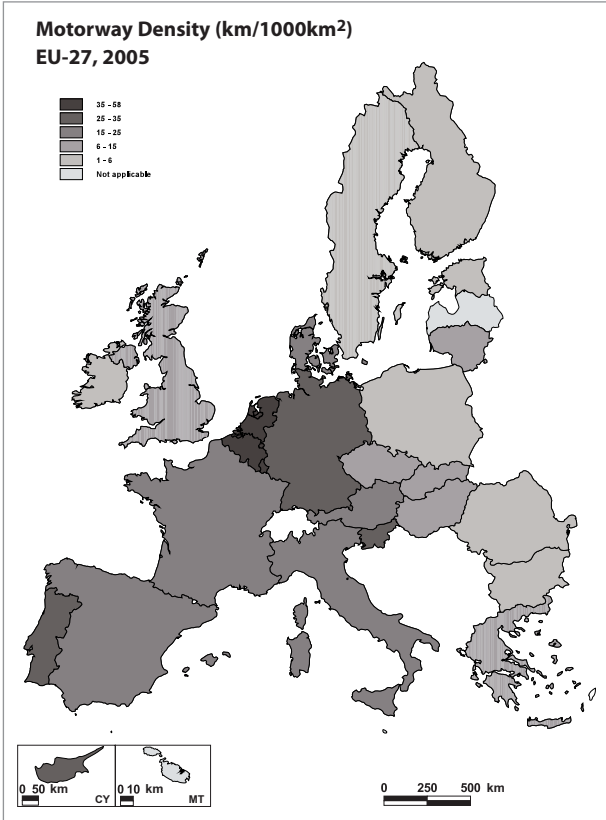 Motorway Density (km/1000km²)
EU-27, 2005
35 - 58
25 - 35
15 - 25
6 - 15
1 - 6
Not applicable
0 50 km
CY
0 10 km
MT
0 250 500 km